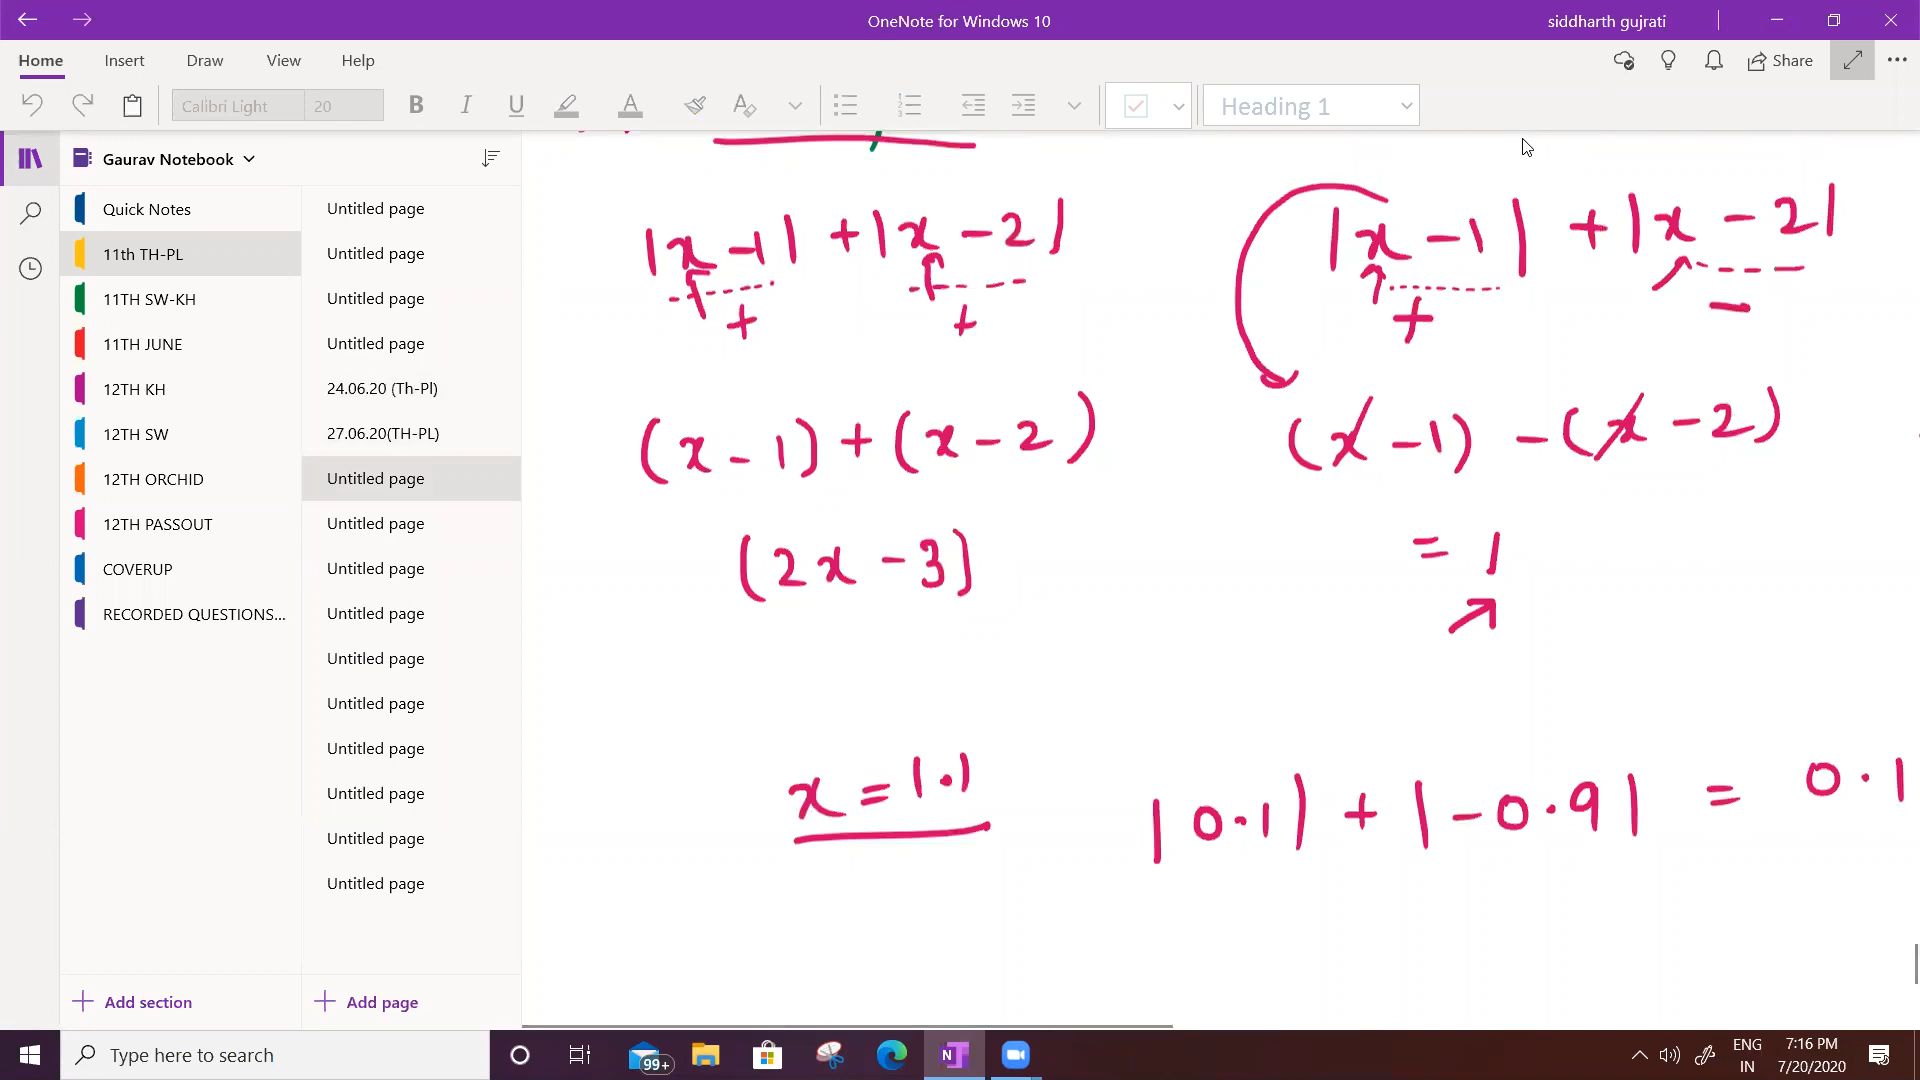 OneNote for Windows 10
siddharth gujrati
Home Insert Draw View Help
Share
Calibri Light 20
B I U A
Heading 1
Gaurav Notebook
Quick Notes
11th TH-PL
11TH SW-KH
11TH JUNE
12TH KH
12TH SW
12TH ORCHID
12TH PASSOUT
COVERUP
RECORDED QUESTIONS...
Add section
Untitled page
Untitled page
Untitled page
Untitled page
24.06.20 (Th-Pl)
27.06.20(TH-PL)
Untitled page
Untitled page
Untitled page
Untitled page
Untitled page
Untitled page
Untitled page
Untitled page
Untitled page
Untitled page
Add page
|x - 1| + |x - 2|
+ +
(x - 1) + (x - 2)
(2x - 3)
|x - 1| + |x - 2|
+ -
(x - 1) - (x - 2)
= 1
x = 1.1
|0.1| + |-0.9| = 0.1
Type here to search
99+
N
ENG
IN
7:16 PM
7/20/2020